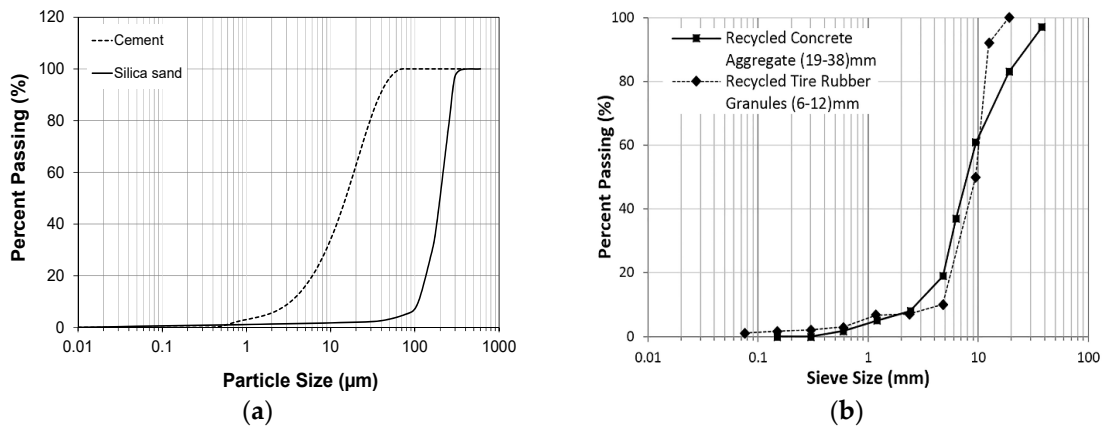 120
100
80
60
40
20
0
Percent Passing (%)
Cement
Silica sand
0.01 0.1 1 10 100 1000
Particle Size (µm)
(a)
100
80
60
40
20
0
Percent Passing (%)
Recycled Concrete
Aggregate (19-38)mm
Recycled Tire Rubber
Granules (6-12)mm
0.01 0.1 1 10 100
Sieve Size (mm)
(b)